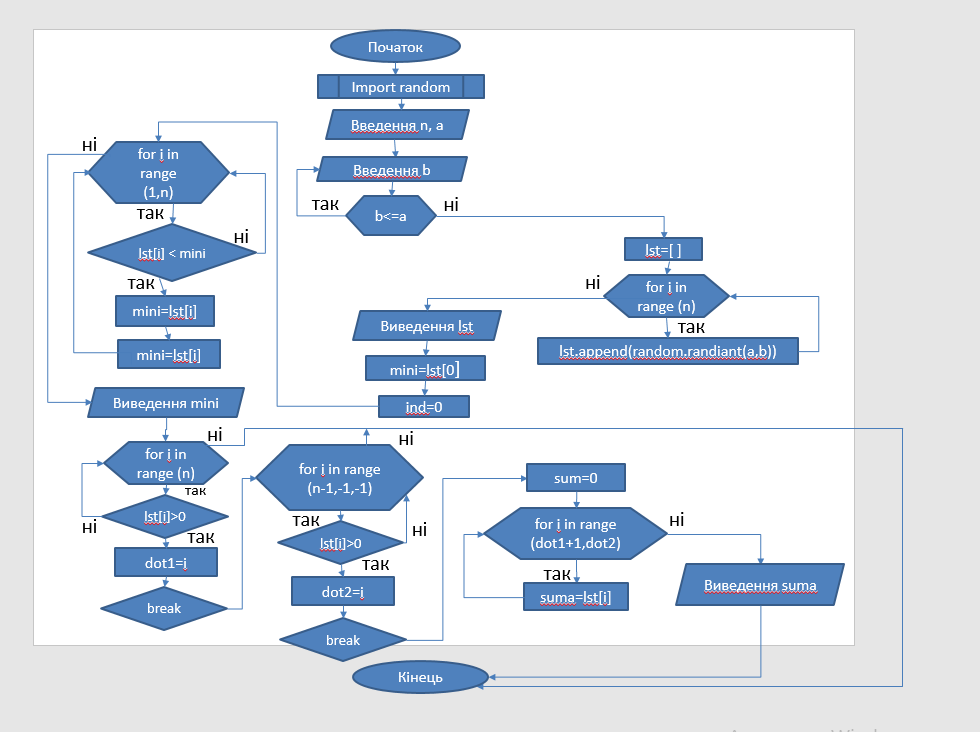 Початок
Import random
Введення n, a
Введення b
b<=a
так
ні
lst=[ ]
for i in
range (n)
ні
так
lst.append(random.randiant(a,b))
Виведення lst
mini=lst[0]
ind=0
for i in
range
(1,n)
ні
так
lst[i] < mini
ні
так
mini=lst[i]
mini=lst[i]
Виведення mini
for i in
range (n)
ні
так
lst[i]>0
ні
так
dot1=i
break
for i in range
(n-1,-1,-1)
ні
так
lst[i]>0
ні
так
dot2=i
break
sum=0
for i in range
(dot1+1,dot2)
ні
так
suma=lst[i]
Виведення suma
Кінець